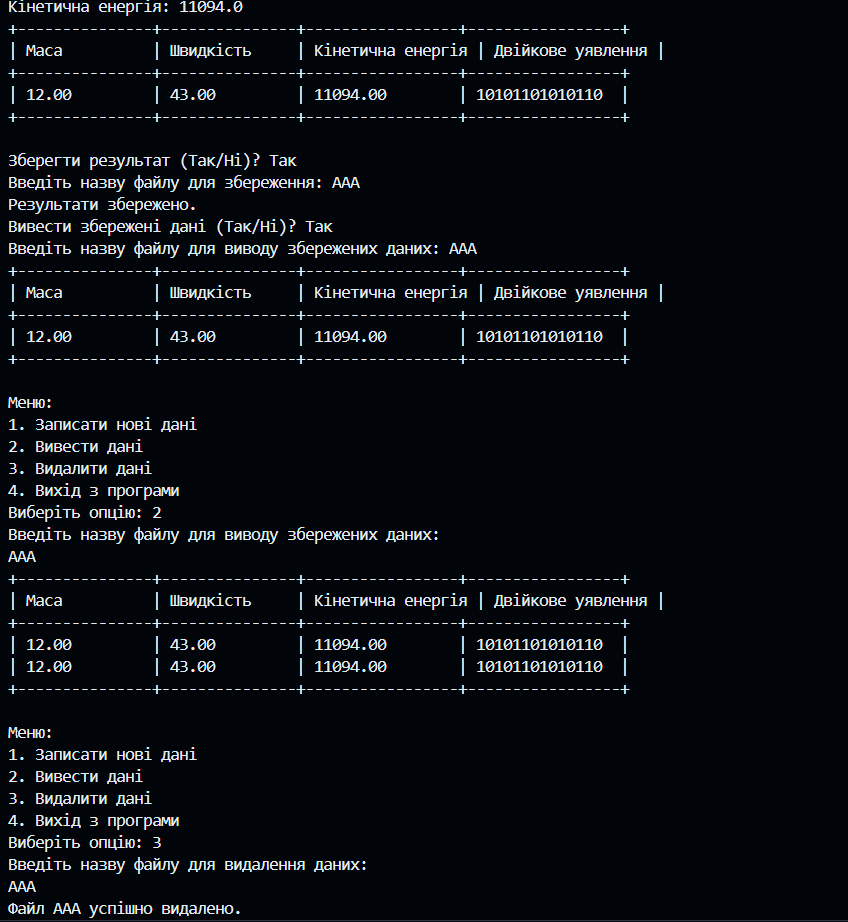 Кінетична енергія: 11094.0
+---------------+---------------+-----------------+-----------------+
| Маса          | Швидкість     | Кінетична енергія | Двійкове уявлення |
+---------------+---------------+-----------------+-----------------+
| 12.00         | 43.00         | 11094.00        | 10101101010110  |
+---------------+---------------+-----------------+-----------------+
Зберегти результат (Так/Ні)? Так
Введіть назву файлу для збереження: AAA
Результати збережено.
Вивести збережені дані (Так/Ні)? Так
Введіть назву файлу для виводу збережених даних: AAA
+---------------+---------------+-----------------+-----------------+
| Маса          | Швидкість     | Кінетична енергія | Двійкове уявлення |
+---------------+---------------+-----------------+-----------------+
| 12.00         | 43.00         | 11094.00        | 10101101010110  |
+---------------+---------------+-----------------+-----------------+
Меню:
1. Записати нові дані
2. Вивести дані
3. Видалити дані
4. Вихід з програми
Виберіть опцію: 2
Введіть назву файлу для виводу збережених даних:
AAA
+---------------+---------------+-----------------+-----------------+
| Маса          | Швидкість     | Кінетична енергія | Двійкове уявлення |
+---------------+---------------+-----------------+-----------------+
| 12.00         | 43.00         | 11094.00        | 10101101010110  |
| 12.00         | 43.00         | 11094.00        | 10101101010110  |
+---------------+---------------+-----------------+-----------------+
Меню:
1. Записати нові дані
2. Вивести дані
3. Видалити дані
4. Вихід з програми
Виберіть опцію: 3
Введіть назву файлу для видалення даних:
AAA
Файл AAA успішно видалено.